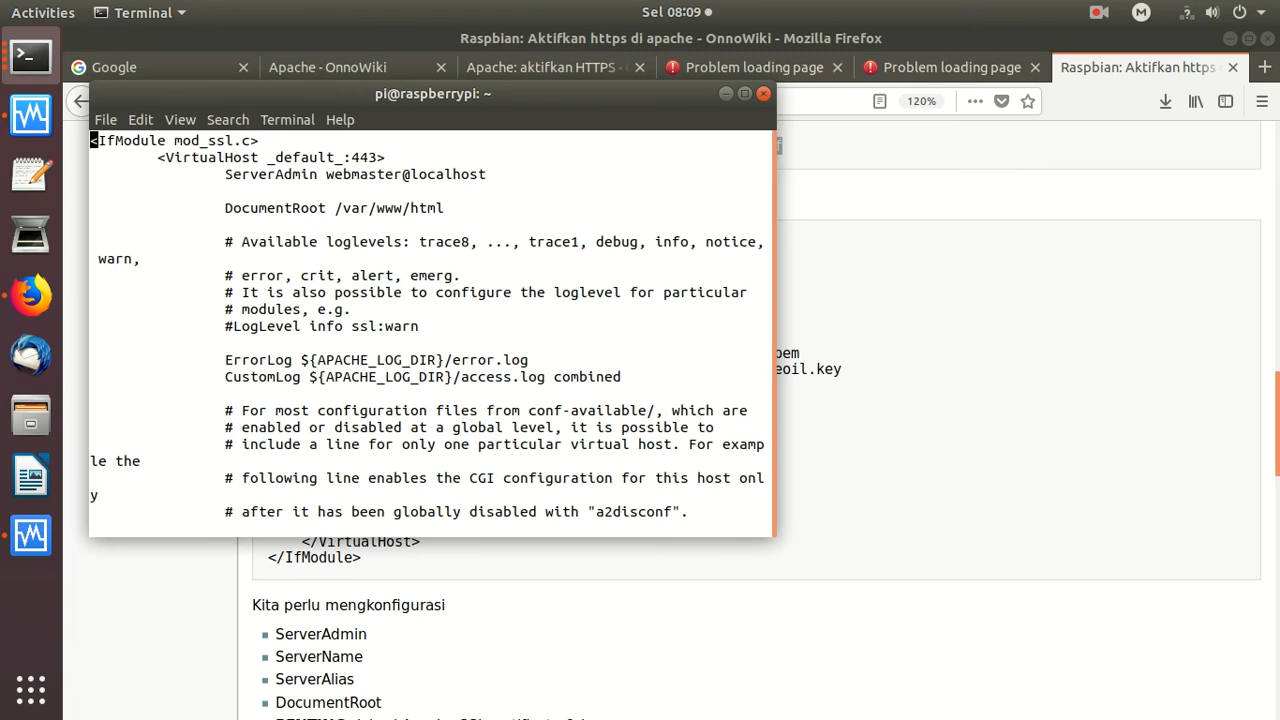 Activities
Terminal
Sel 08:09
M
?
Raspbian: Aktifkan https di apache - OnnoWiki - Mozilla Firefox
Google
Apache - OnnoWiki
Apache: aktifkan HTTPS -
Problem loading page
Problem loading page
Raspbian: Aktifkan https
120%
pi@raspberrypi: ~
File Edit View Search Terminal Help
<IfModule mod_ssl.c>
<VirtualHost _default_:443>
ServerAdmin webmaster@localhost
DocumentRoot /var/www/html
# Available loglevels: trace8, ..., trace1, debug, info, notice,
warn,
# error, crit, alert, emerg.
# It is also possible to configure the loglevel for particular
# modules, e.g.
#LogLevel info ssl:warn
ErrorLog ${APACHE_LOG_DIR}/error.log
CustomLog ${APACHE_LOG_DIR}/access.log combined
# For most configuration files from conf-available/, which are
# enabled or disabled at a global level, it is possible to
# include a line for only one particular virtual host. For examp
le the
# following line enables the CGI configuration for this host onl
y
# after it has been globally disabled with "a2disconf".
pem
eoil.key
</VirtualHost>
</IfModule>
Kita perlu mengkonfigurasi
ServerAdmin
ServerName
ServerAlias
DocumentRoot